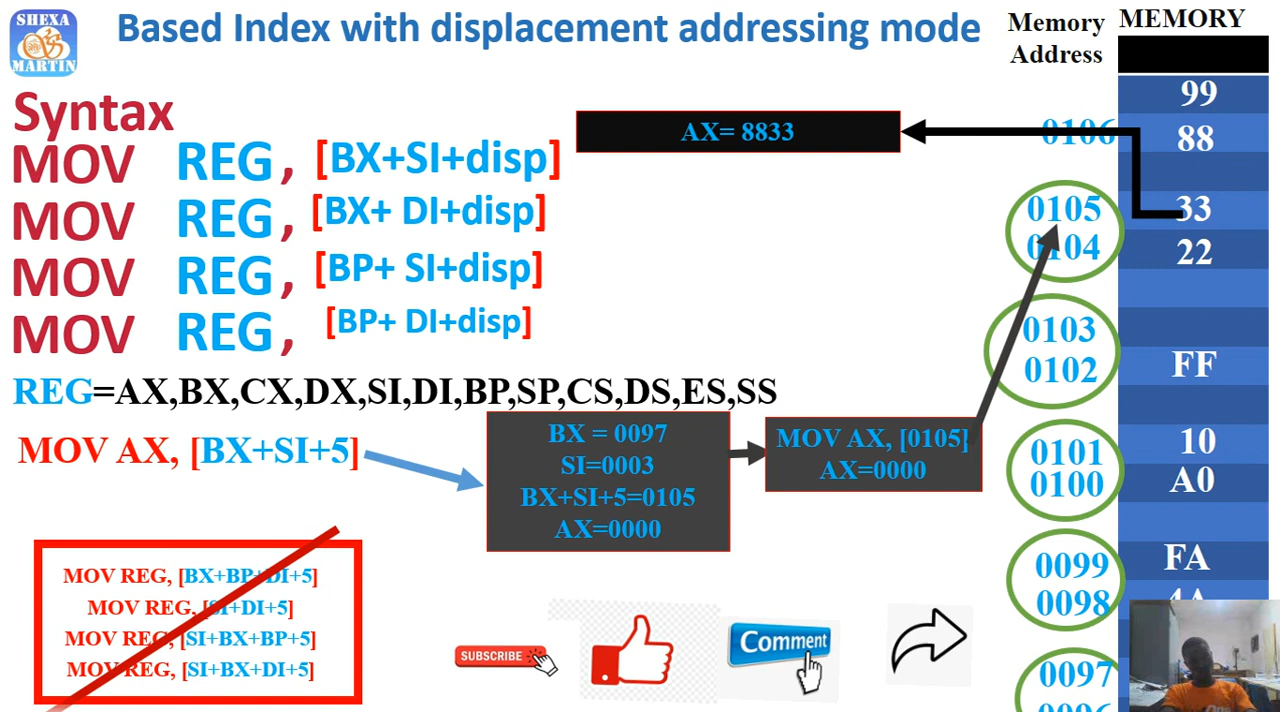 SHEXA
MARTIN
Based Index with displacement addressing mode
Memory
Address
MEMORY
Syntax
MOV REG, [BX+SI+disp]
MOV REG, [BX+ DI+disp]
MOV REG, [BP+ SI+disp]
MOV REG, [BP+ DI+disp]
REG=AX,BX,CX,DX,SI,DI,BP,SP,CS,DS,ES,SS
MOV AX, [BX+SI+5]
AX= 8833
BX = 0097
SI=0003
BX+SI+5=0105
AX=0000
MOV AX, [0105]
AX=0000
MOV REG, [BX+BP+DI+5]
MOV REG, [SI+DI+5]
MOV REG, [SI+BX+BP+5]
MOV REG, [SI+BX+DI+5]
SUBSCRIBE
Comment
99
0106 88
0105 33
0104 22
0103
0102 FF
0101 10
0100 A0
0099 FA
0098 4A
0097
0096